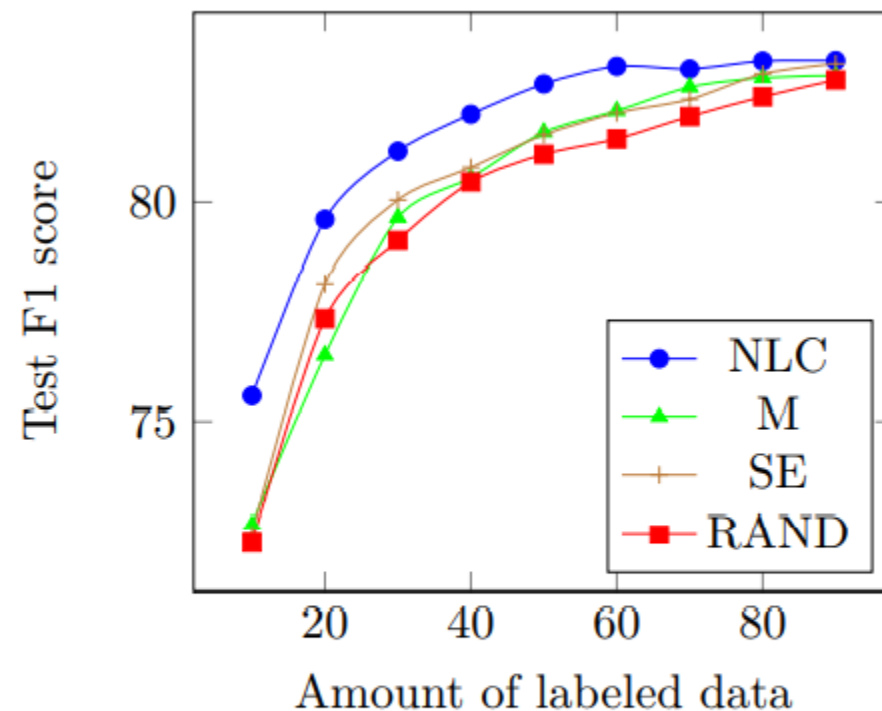 Test F1 score
80
75
20 40 60 80
Amount of labeled data
NLC
M
SE
RAND